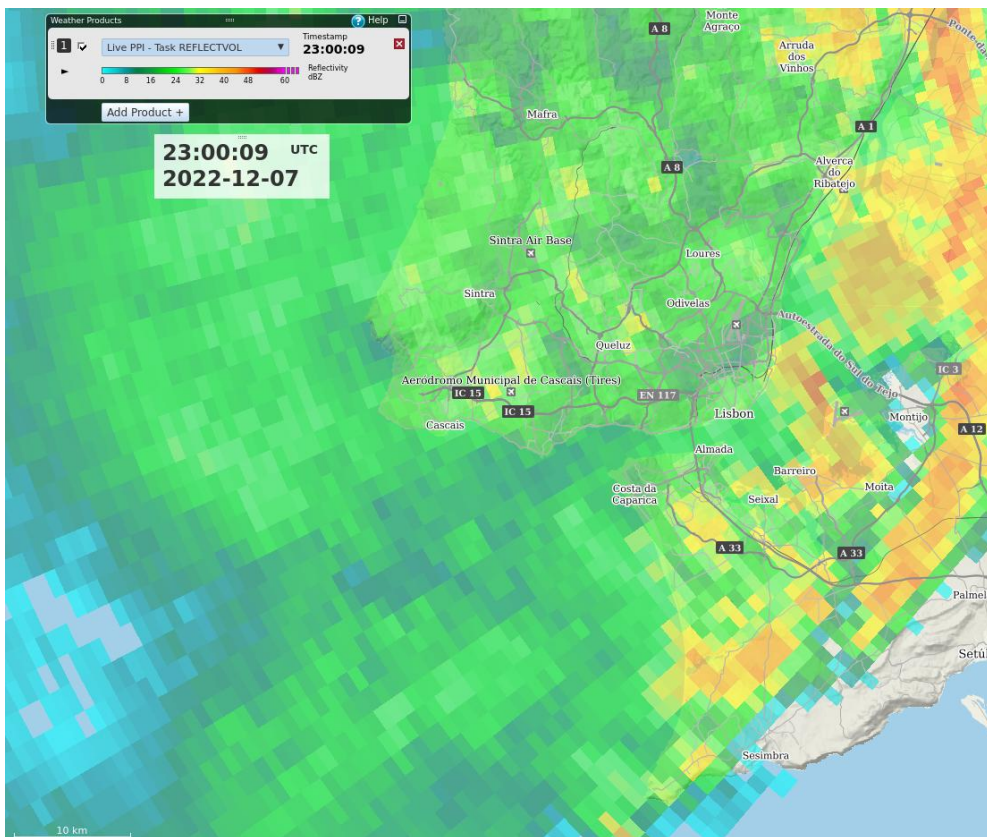 Weather Products
Help
1
Live PPI - Task REFLECTVOL
Timestamp
23:00:09
0 8 16 24 32 40 48 60
Reflectivity
dBZ
Add Product +
23:00:09 UTC
2022-12-07
A 8
Monte
Agraço
Arruda
dos
Vinhos
Mafra
A 1
A 8
Alverca
do
Ribatejo
Sintra Air Base
Loures
Sintra
Odivelas
Autoestrada do Sul do Tejo
Queluz
IC 3
Aeródromo Municipal de Cascais (Tires)
IC 15
EN 117
IC 15
Lisbon
Montijo
Cascais
A 12
Almada
Barreiro
Costa da
Caparica
Seixal
Moita
A 33
A 33
Palmel
Setú
Sesimbra
10 km